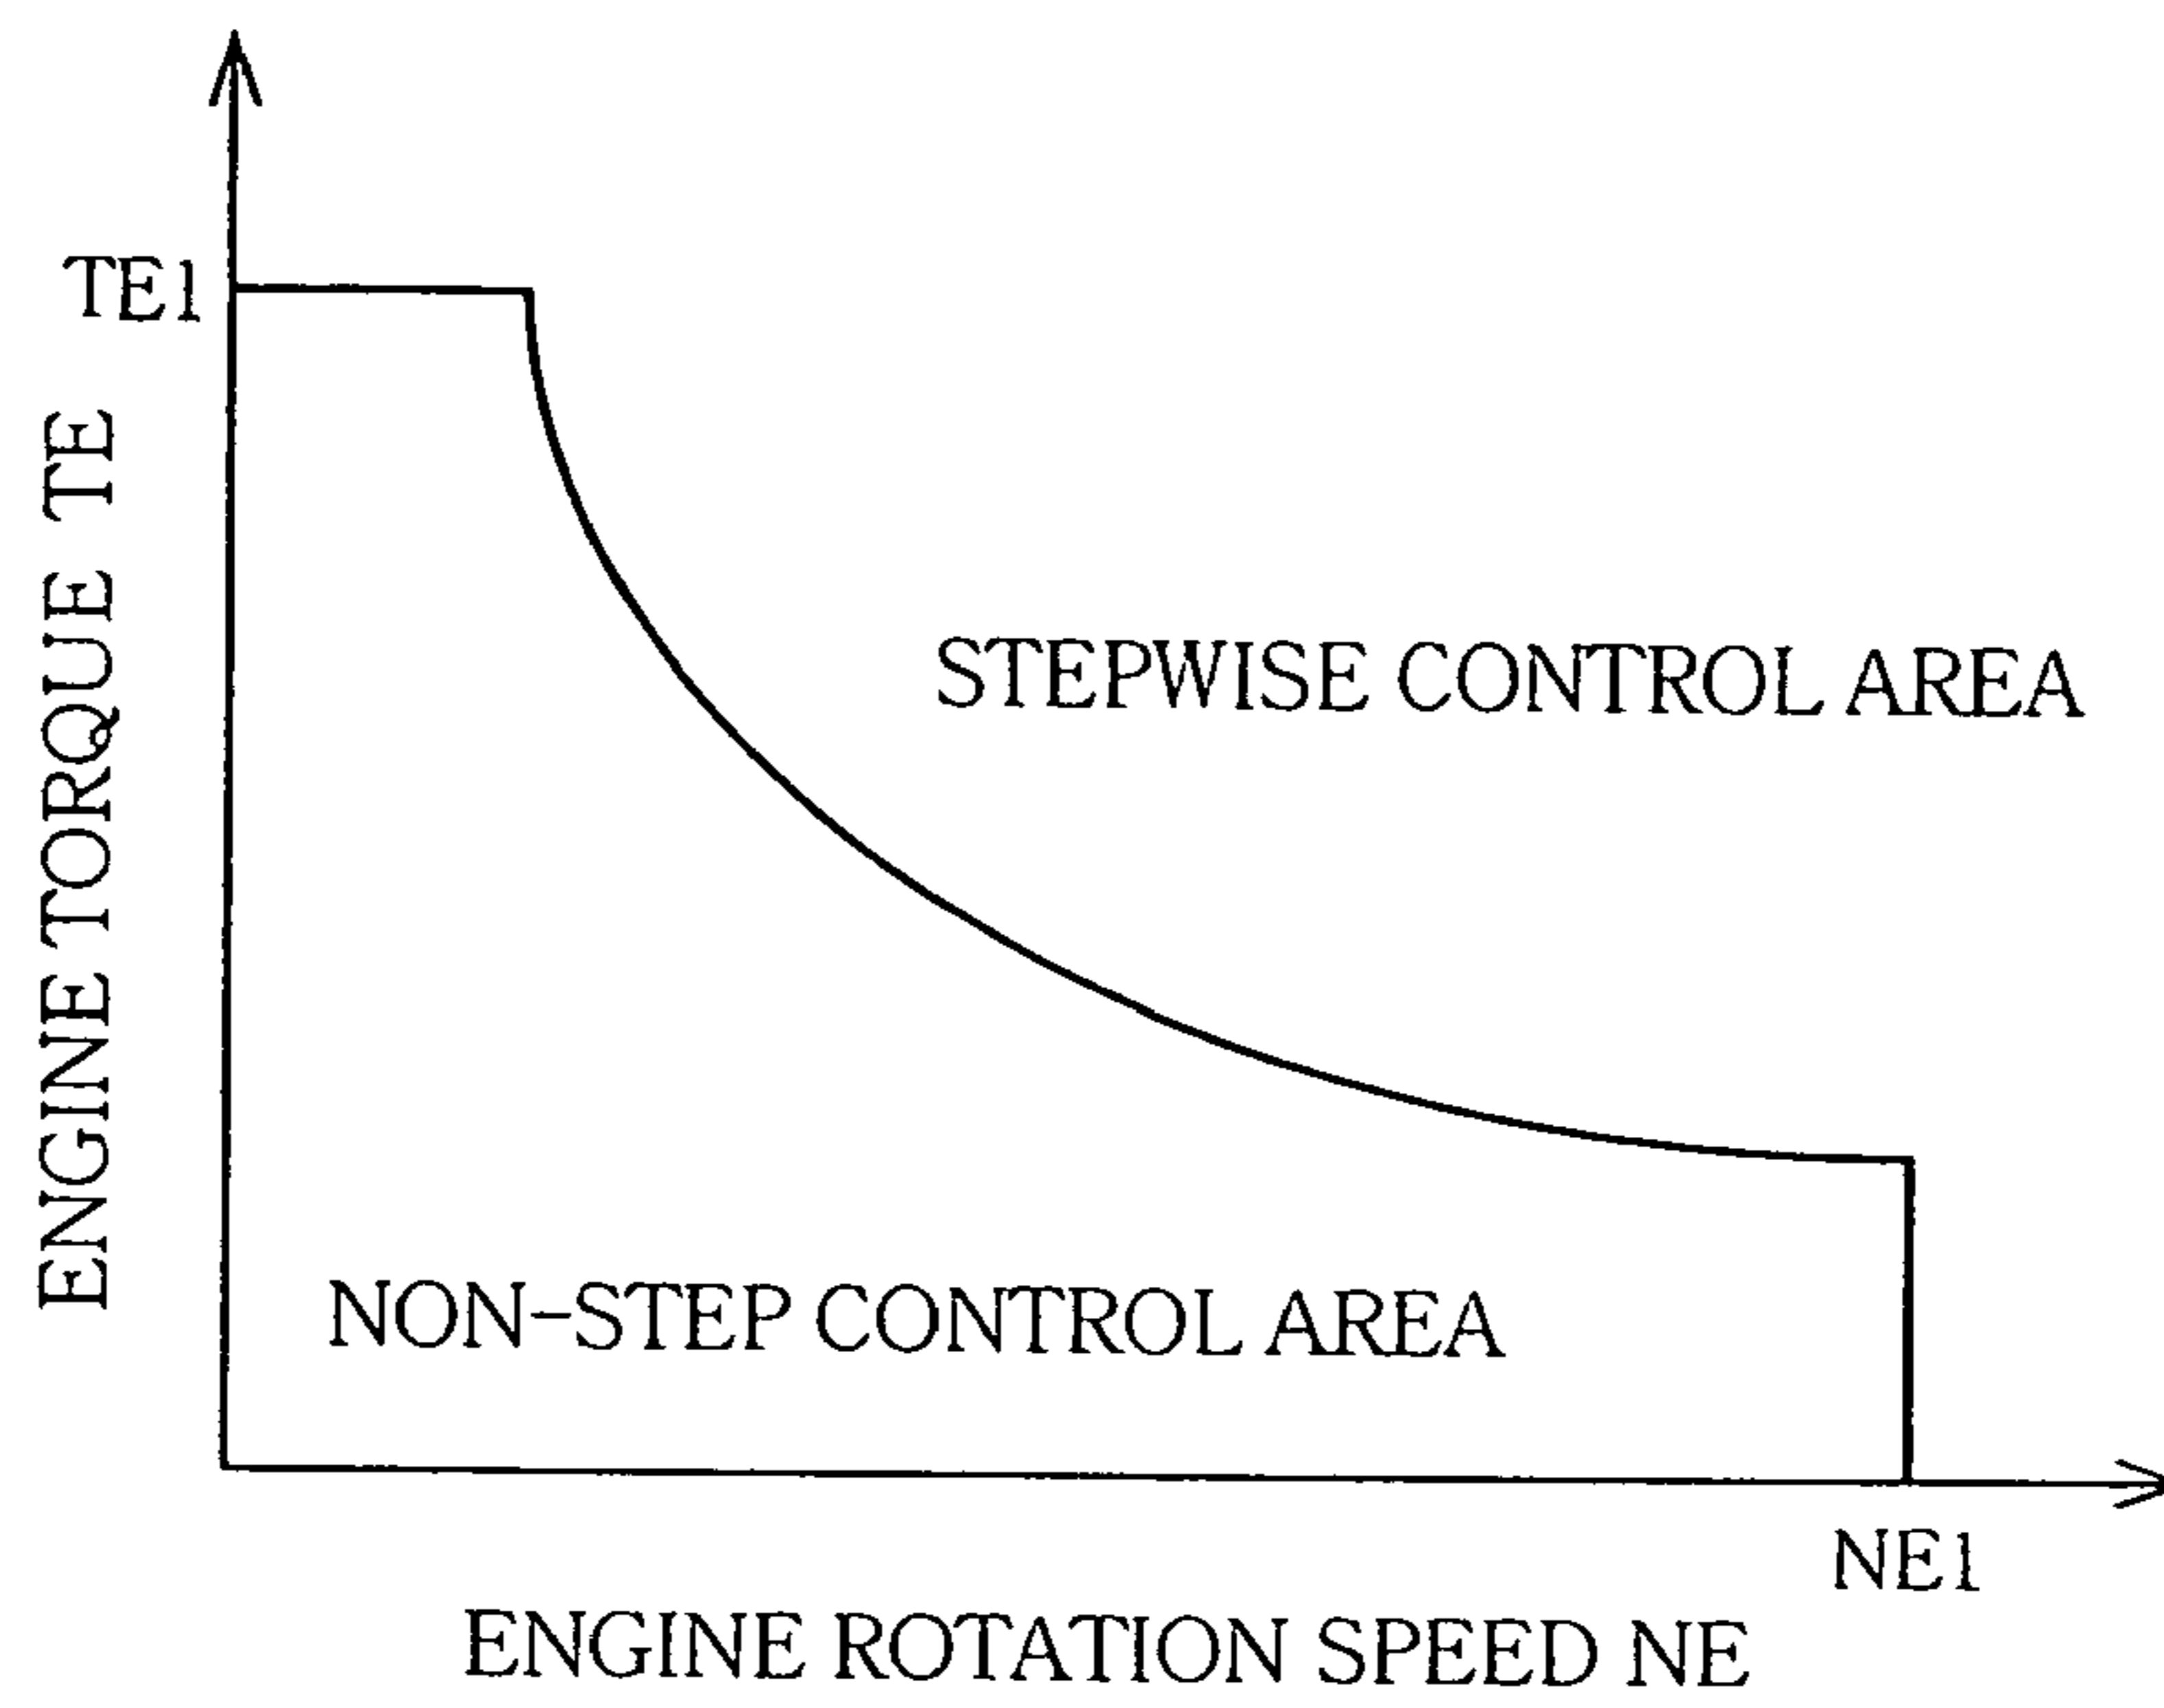 TE1
ENGINE TORQUE TE
STEPWISE CONTROL AREA
NON-STEP CONTROL AREA
NE1
ENGINE ROTATION SPEED NE